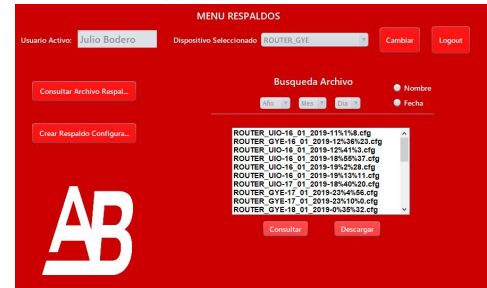 MENU RESPALDOS
Usuario Activo: Julio Bodero Dispositivo Seleccionado ROUTER_GYE Cambiar Logout
Consultar Archivo Respal...
Busqueda Archivo
Nombre
Año Mes Dia Fecha
Crear Respaldo Configura...
ROUTER_UIO-16_01_2019-11%1%8.cfg
ROUTER_GYE-16_01_2019-12%36%23.cfg
ROUTER_UIO-16_01_2019-12%41%3.cfg
ROUTER_UIO-16_01_2019-18%55%37.cfg
ROUTER_UIO-16_01_2019-19%2%28.cfg
ROUTER_UIO-16_01_2019-19%13%11.cfg
ROUTER_UIO-17_01_2019-18%40%20.cfg
ROUTER_GYE-17_01_2019-23%4%56.cfg
ROUTER_GYE-17_01_2019-23%10%0.cfg
ROUTER_GYE-18_01_2019-0%35%32.cfg
AB
Consultar Descargar